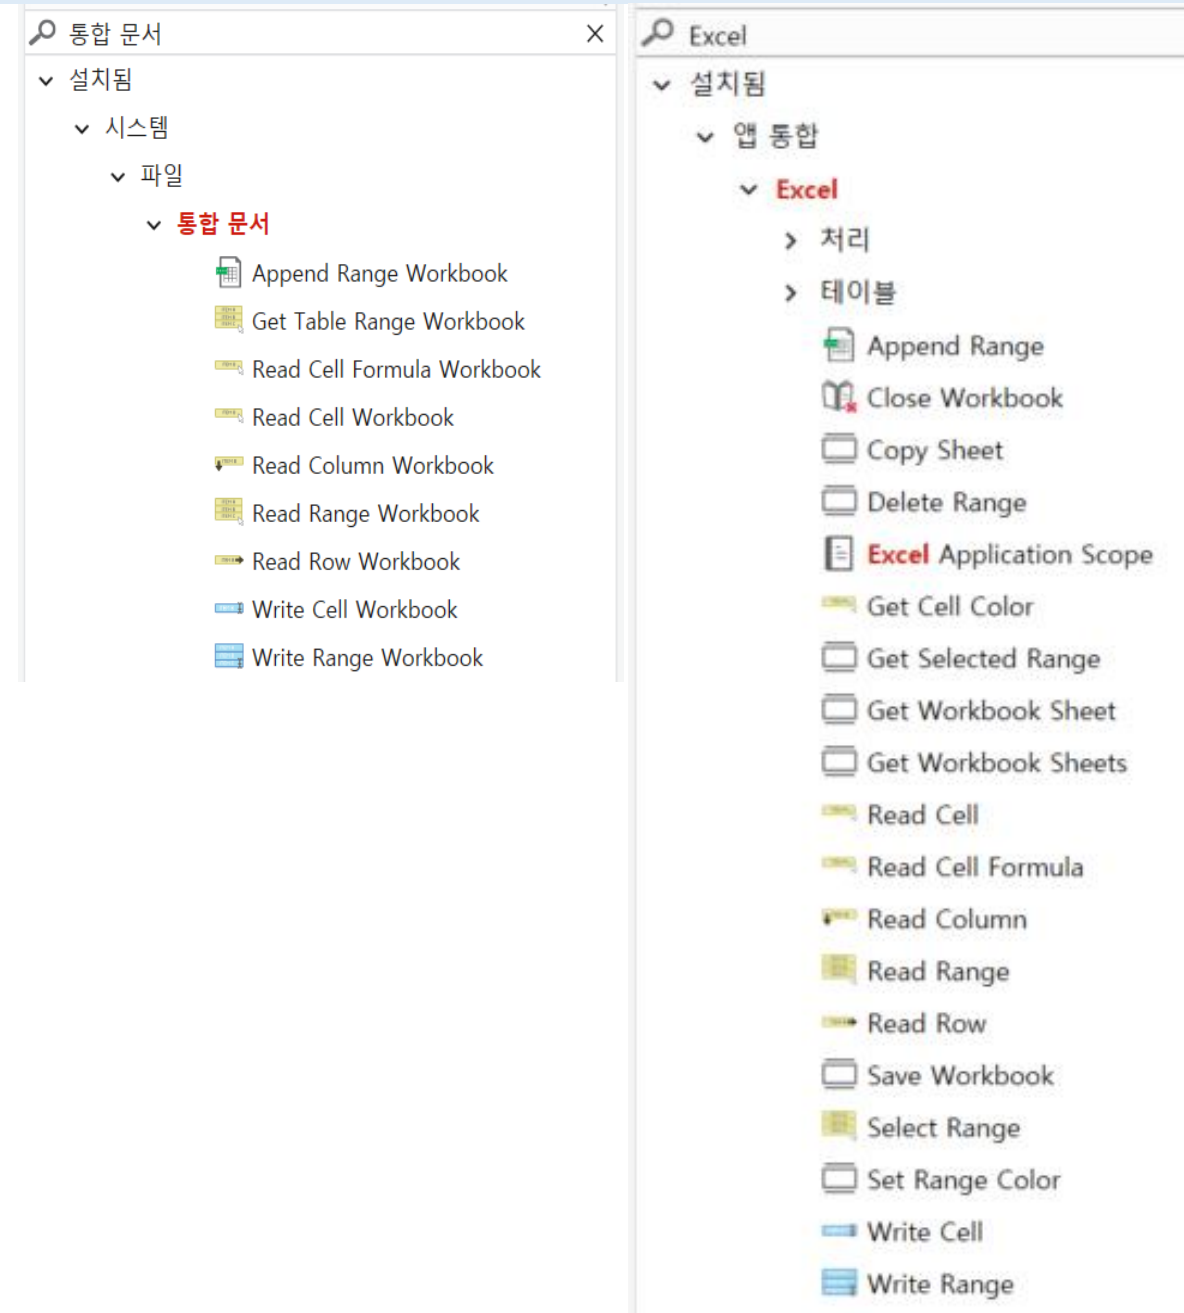 통합 문서
설치됨
시스템
파일
통합 문서
Append Range Workbook
Get Table Range Workbook
Read Cell Formula Workbook
Read Cell Workbook
Read Column Workbook
Read Range Workbook
Read Row Workbook
Write Cell Workbook
Write Range Workbook
Excel
설치됨
앱 통합
Excel
처리
테이블
Append Range
Close Workbook
Copy Sheet
Delete Range
Excel Application Scope
Get Cell Color
Get Selected Range
Get Workbook Sheet
Get Workbook Sheets
Read Cell
Read Cell Formula
Read Column
Read Range
Read Row
Save Workbook
Select Range
Set Range Color
Write Cell
Write Range